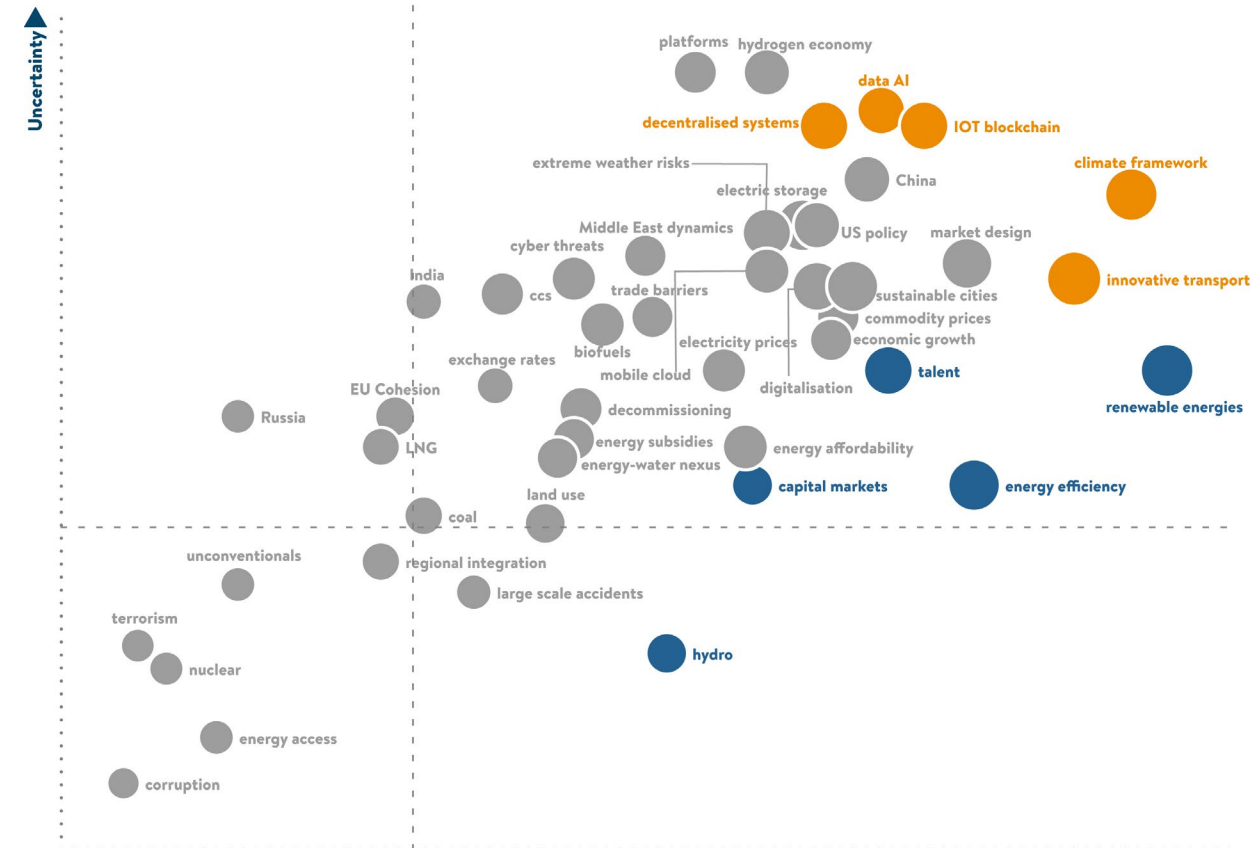 Uncertainty
platforms
hydrogen economy
data AI
decentralised systems
IOT blockchain
extreme weather risks
climate framework
China
electric storage
Middle East dynamics
US policy
market design
cyber threats
India
ccs
trade barriers
innovative transport
sustainable cities
commodity prices
economic growth
electricity prices
biofuels
exchange rates
mobile cloud
digitalisation
talent
EU Cohesion
renewable energies
decommissioning
Russia
energy subsidies
LNG
energy affordability
energy-water nexus
capital markets
energy efficiency
land use
coal
unconventionals
regional integration
large scale accidents
terrorism
hydro
nuclear
energy access
corruption